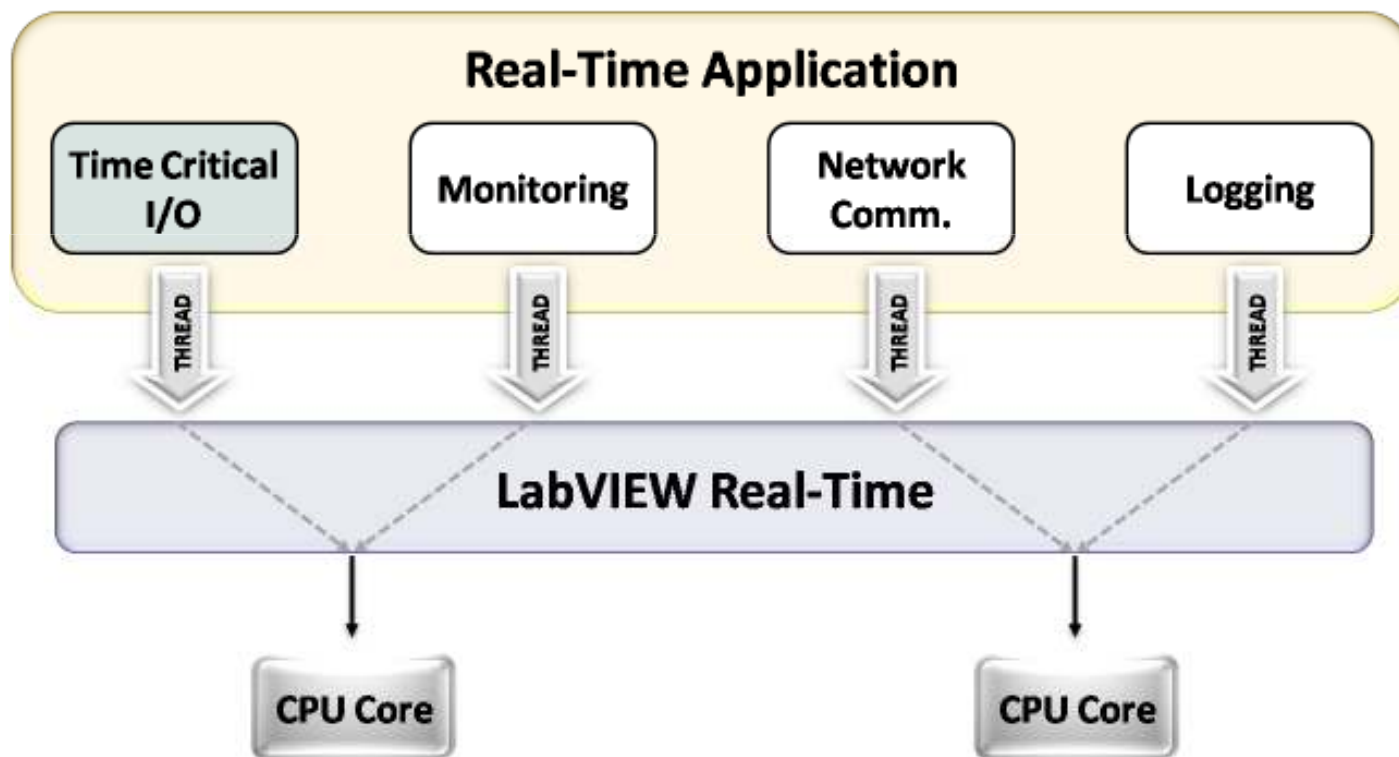 Real-Time Application
Time Critical
I/O
Monitoring
Network
Comm.
Logging
THREAD
THREAD
THREAD
THREAD
LabVIEW Real-Time
CPU Core
CPU Core